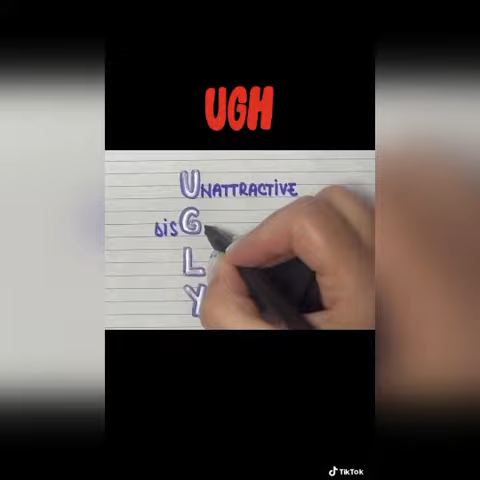 UGH
UNATTRACTIVE
DISG
L
Y
TikTok